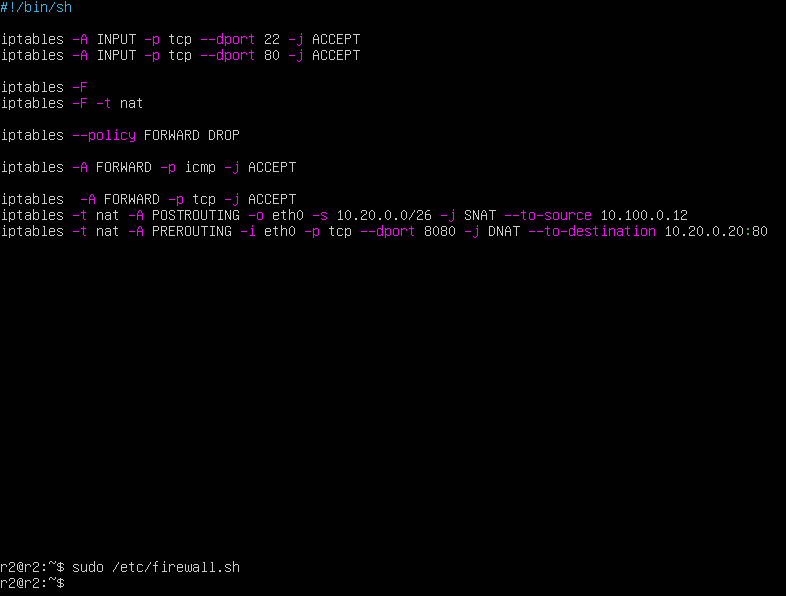 #!/bin/sh
iptables -A INPUT -p tcp --dport 22 -j ACCEPT
iptables -A INPUT -p tcp --dport 80 -j ACCEPT
iptables -F
iptables -F -t nat
iptables --policy FORWARD DROP
iptables -A FORWARD -p icmp -j ACCEPT
iptables  -A FORWARD -p tcp -j ACCEPT
iptables -t nat -A POSTROUTING -o eth0 -s 10.20.0.0/26 -j SNAT --to-source 10.100.0.12
iptables -t nat -A PREROUTING -i eth0 -p tcp --dport 8080 -j DNAT --to-destination 10.20.0.20:80
r2@r2:~$ sudo /etc/firewall.sh
r2@r2:~$